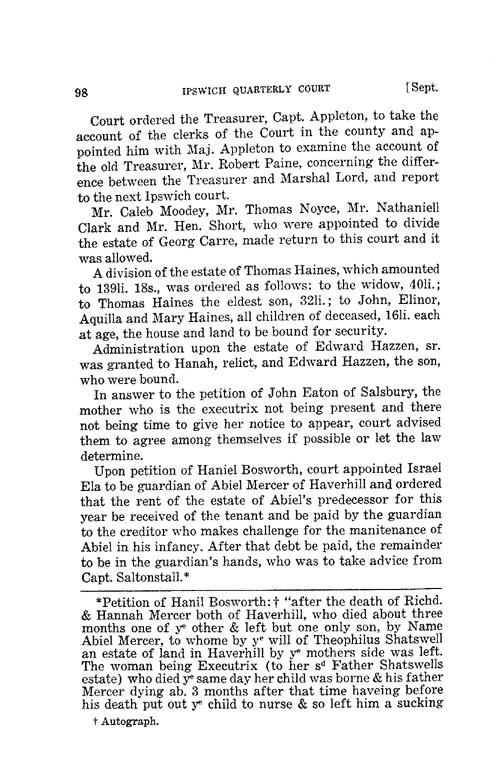 98 IPSWICH QUARTERLY COURT [Sept.
Court ordered the Treasurer, Capt. Appleton, to take the
account of the clerks of the Court in the county and ap-
pointed him with Maj. Appleton to examine the account of
the old Treasurer, Mr. Robert Paine, concerning the differ-
ence between the Treasurer and Marshal Lord, and report
to the next Ipswich court.
Mr. Caleb Moodey, Mr. Thomas Noyce, Mr. Nathaniell
Clark and Mr. Hen. Short, who were appointed to divide
the estate of Georg Carre, made return to this court and it
was allowed.
A division of the estate of Thomas Haines, which amounted
to 139li. 18s., was ordered as follows: to the widow, 40li.;
to Thomas Haines the eldest son, 32li.; to John, Elinor,
Aquilla and Mary Haines, all children of deceased, 16li. each
at age, the house and land to be bound for security.
Administration upon the estate of Edward Hazzen, sr.
was granted to Hanah, relict, and Edward Hazzen, the son,
who were bound.
In answer to the petition of John Eaton of Salsbury, the
mother who is the executrix not being present and there
not being time to give her notice to appear, court advised
them to agree among themselves if possible or let the law
determine.
Upon petition of Haniel Bosworth, court appointed Israel
Ela to be guardian of Abiel Mercer of Haverhill and ordered
that the rent of the estate of Abiel's predecessor for this
year be received of the tenant and be paid by the guardian
to the creditor who makes challenge for the manitenance of
Abiel in his infancy. After that debt be paid, the remainder
to be in the guardian's hands, who was to take advice from
Capt. Saltonstall.*
*Petition of Hanil Bosworth:† "after the death of Richd.
& Hannah Mercer both of Haverhill, who died about three
months one of yᵉ other & left but one only son, by Name
Abiel Mercer, to whome by yᵉ will of Theophilus Shatswell
an estate of land in Haverhill by yᵉ mothers side was left.
The woman being Executrix (to her sᵈ Father Shatswells
estate) who died yᵉ same day her child was borne & his father
Mercer dying ab. 3 months after that time haveing before
his death put out yᵉ child to nurse & so left him a sucking
† Autograph.